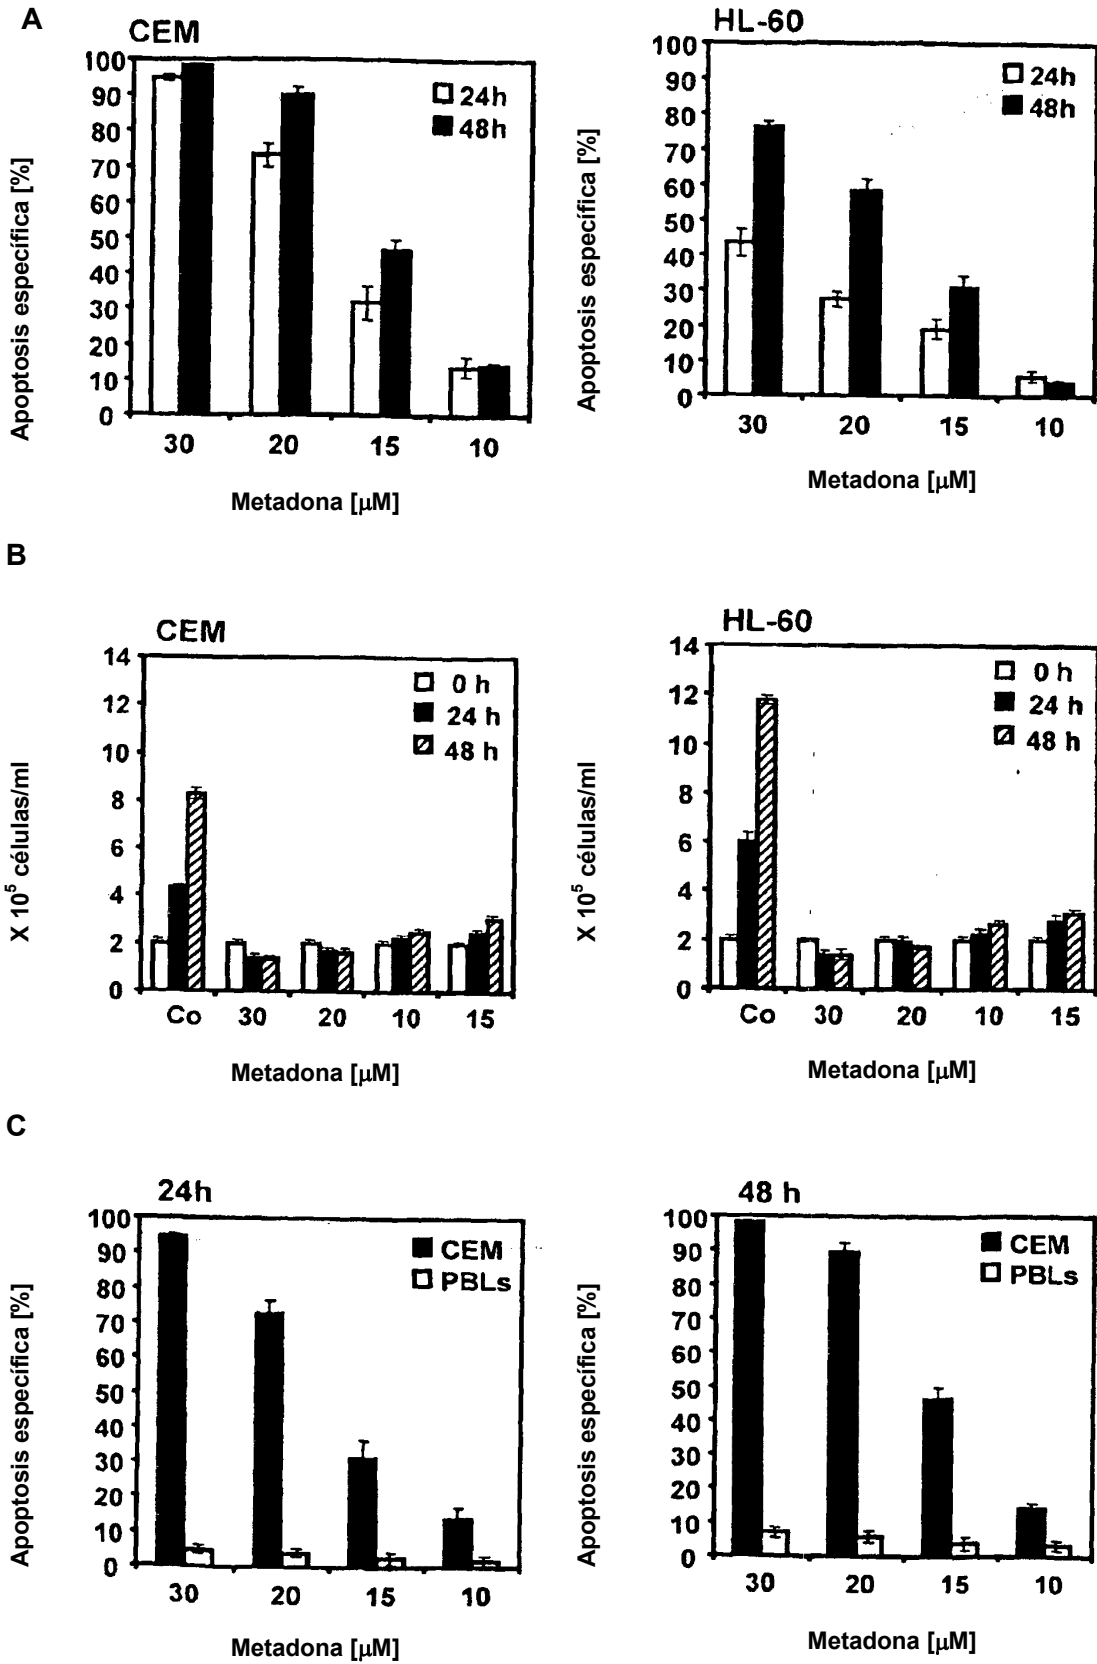 A
CEM
100
90
80
70
60
50
40
30
20
10
0
Apoptosis específica [%]
24h
48h
30 20 15 10
Metadona [μM]
HL-60
100
90
80
70
60
50
40
30
20
10
0
Apoptosis específica [%]
24h
48h
30 20 15 10
Metadona [μM]
B
CEM
14
12
10
8
6
4
2
0
X 10⁵ células/ml
0 h
24 h
48 h
Co 30 20 10 15
Metadona [μM]
HL-60
14
12
10
8
6
4
2
0
X 10⁵ células/ml
0 h
24 h
48 h
Co 30 20 10 15
Metadona [μM]
C
24h
100
90
80
70
60
50
40
30
20
10
0
Apoptosis específica [%]
CEM
PBLs
30 20 15 10
Metadona [μM]
48 h
100
90
80
70
60
50
40
30
20
10
0
Apoptosis específica [%]
CEM
PBLs
30 20 15 10
Metadona [μM]